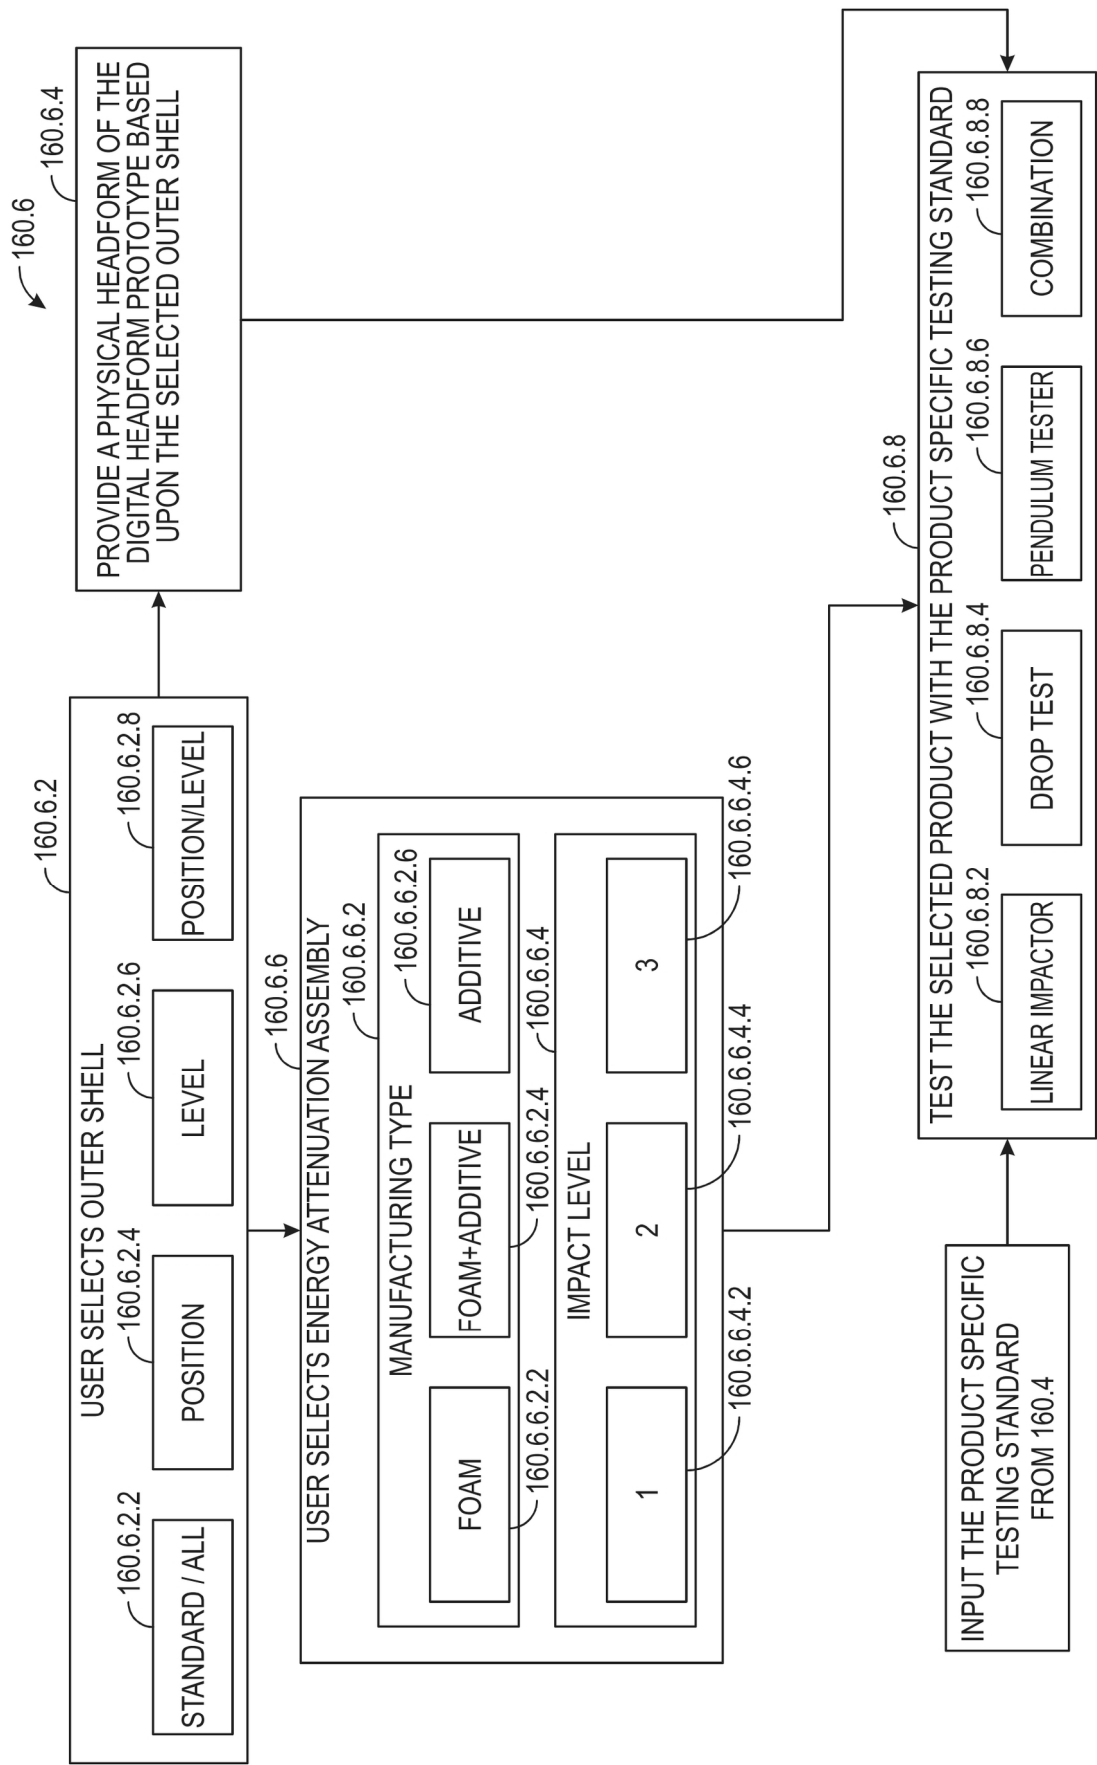 160.6
160.6.2
USER SELECTS OUTER SHELL
160.6.2.2
STANDARD / ALL
160.6.2.4
POSITION
160.6.2.6
LEVEL
160.6.2.8
POSITION/LEVEL
160.6.4
PROVIDE A PHYSICAL HEADFORM OF THE
DIGITAL HEADFORM PROTOTYPE BASED
UPON THE SELECTED OUTER SHELL
160.6.6
USER SELECTS ENERGY ATTENUATION ASSEMBLY
160.6.6.2
MANUFACTURING TYPE
FOAM
160.6.6.2.2
FOAM+ADDITIVE
160.6.6.2.4
160.6.6.2.6
ADDITIVE
160.6.6.4
IMPACT LEVEL
1
160.6.6.4.2
2
160.6.6.4.4
3
160.6.6.4.6
160.6.8
TEST THE SELECTED PRODUCT WITH THE PRODUCT SPECIFIC TESTING STANDARD
160.6.8.2
LINEAR IMPACTOR
160.6.8.4
DROP TEST
160.6.8.6
PENDULUM TESTER
160.6.8.8
COMBINATION
INPUT THE PRODUCT SPECIFIC
TESTING STANDARD
FROM 160.4